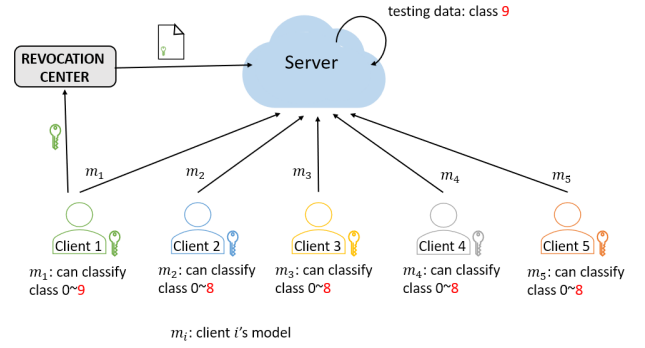 testing data: class 9
REVOCATION
CENTER
Server
m₁
m₂
m₃
m₄
m₅
Client 1
Client 2
Client 3
Client 4
Client 5
m₁: can classify
class 0~9
m₂: can classify
class 0~8
m₃: can classify
class 0~8
m₄: can classify
class 0~8
m₅: can classify
class 0~8
mᵢ: client i's model